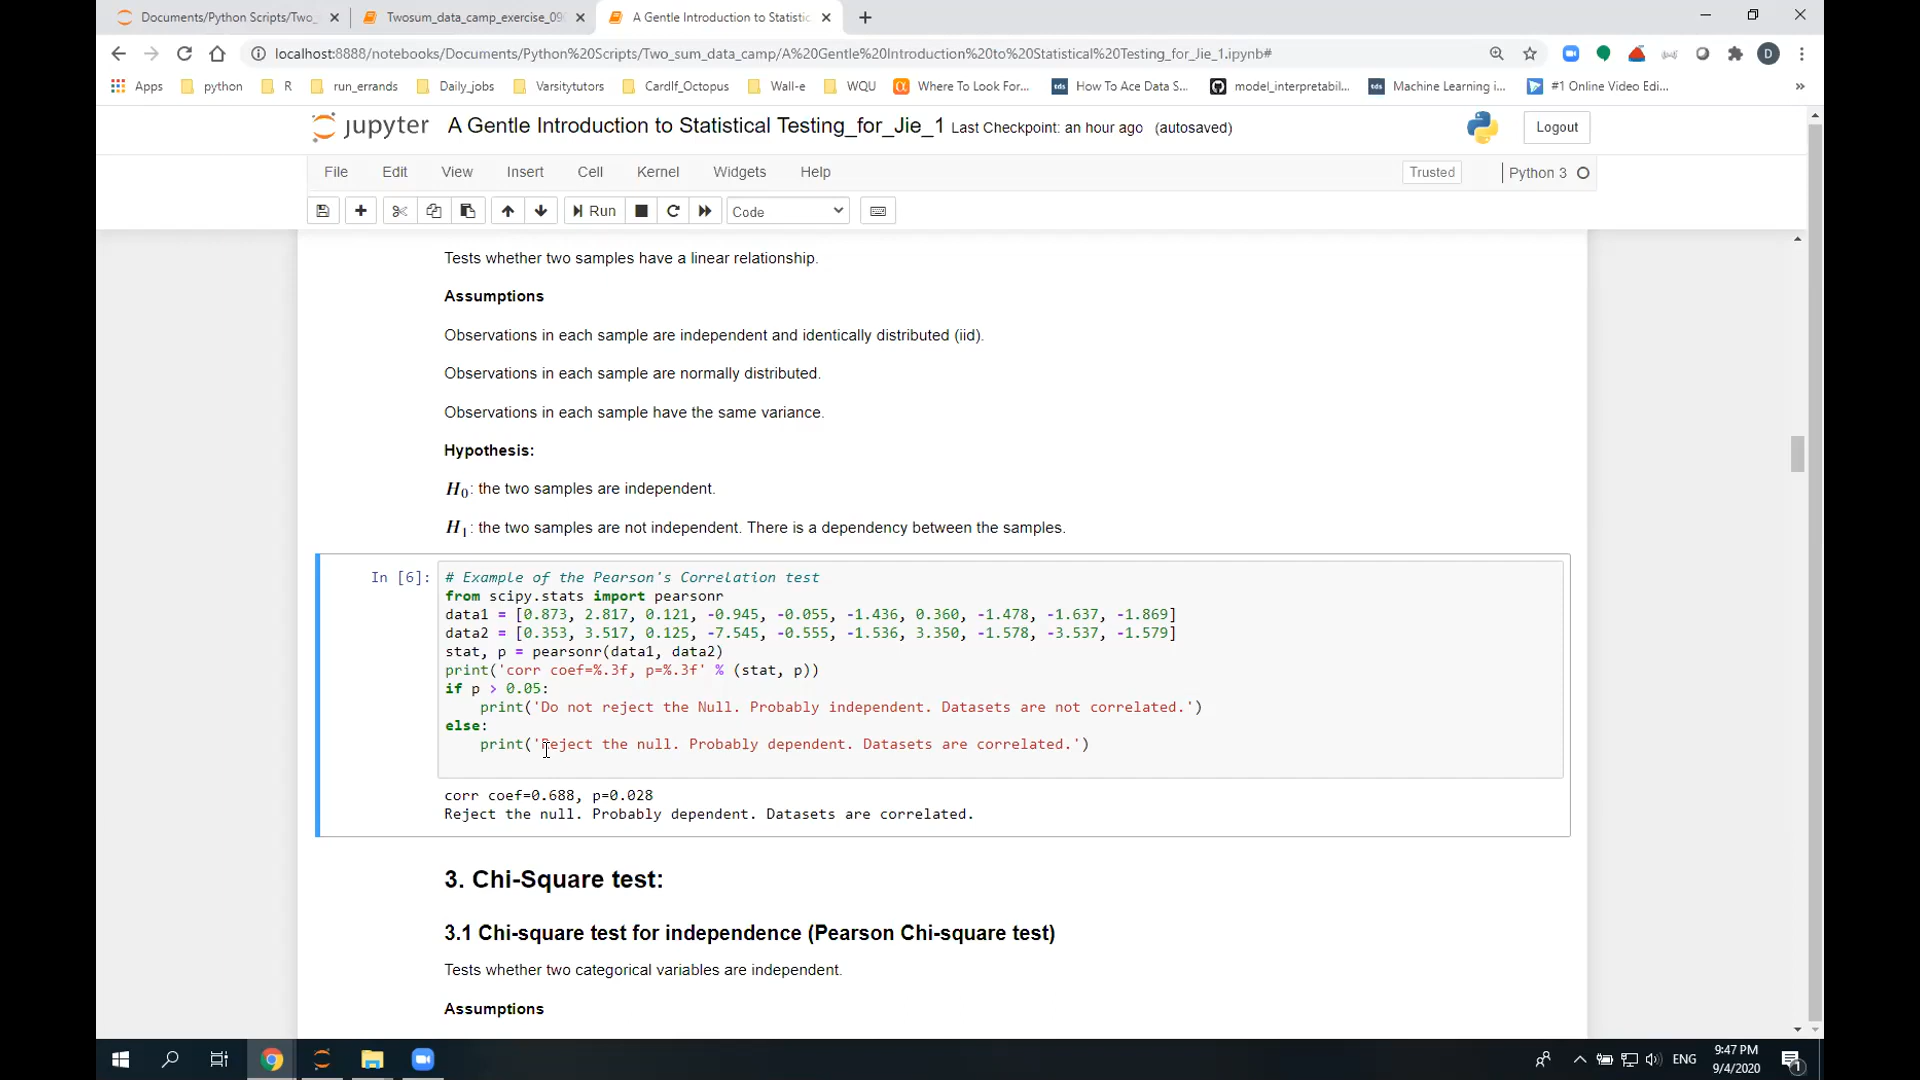 Documents/Python Scripts/Two_
Twosum_data_camp_exercise_09
A Gentle Introduction to Statistic
localhost:8888/notebooks/Documents/Python%20Scripts/Two_sum_data_camp/A%20Gentle%20Introduction%20to%20Statistical%20Testing_for_Jie_1.ipynb#
D
Apps python R run_errands Daily_jobs Varsitytutors Cardlf_Octopus Wall-e WQU Where To Look For... How To Ace Data S... model_interpretabil... Machine Learning i... #1 Online Video Edi... »
jupyter A Gentle Introduction to Statistical Testing_for_Jie_1 Last Checkpoint: an hour ago (autosaved)
Logout
File Edit View Insert Cell Kernel Widgets Help
Trusted
Python 3
Run
Code
Tests whether two samples have a linear relationship.
Assumptions
Observations in each sample are independent and identically distributed (iid).
Observations in each sample are normally distributed.
Observations in each sample have the same variance.
Hypothesis:
H0: the two samples are independent.
H1: the two samples are not independent. There is a dependency between the samples.
In [6]:
# Example of the Pearson's Correlation test
from scipy.stats import pearsonr
data1 = [0.873, 2.817, 0.121, -0.945, -0.055, -1.436, 0.360, -1.478, -1.637, -1.869]
data2 = [0.353, 3.517, 0.125, -7.545, -0.555, -1.536, 3.350, -1.578, -3.537, -1.579]
stat, p = pearsonr(data1, data2)
print('corr coef=%.3f, p=%.3f' % (stat, p))
if p > 0.05:
    print('Do not reject the Null. Probably independent. Datasets are not correlated.')
else:
    print('Reject the null. Probably dependent. Datasets are correlated.')
corr coef=0.688, p=0.028
Reject the null. Probably dependent. Datasets are correlated.
3. Chi-Square test:
3.1 Chi-square test for independence (Pearson Chi-square test)
Tests whether two categorical variables are independent.
Assumptions
ENG
9:47 PM
9/4/2020
1